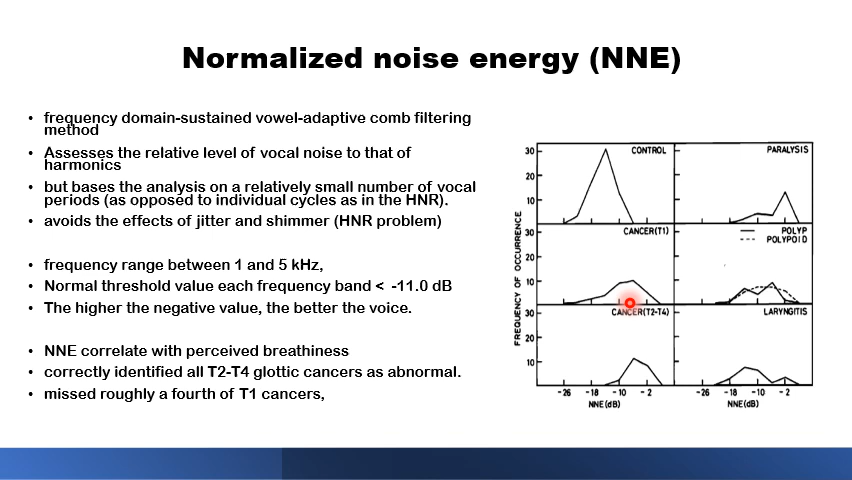 Normalized noise energy (NNE)
• frequency domain-sustained vowel-adaptive comb filtering
method
• Assesses the relative level of vocal noise to that of
harmonics
• but bases the analysis on a relatively small number of vocal
periods (as opposed to individual cycles as in the HNR).
• avoids the effects of jitter and shimmer (HNR problem)
• frequency range between 1 and 5 kHz,
• Normal threshold value each frequency band < -11.0 dB
• The higher the negative value, the better the voice.
• NNE correlate with perceived breathiness
• correctly identified all T2-T4 glottic cancers as abnormal.
• missed roughly a fourth of T1 cancers,
FREQUENCY OF OCCURRENCE
30
20
10
CONTROL
PARALYSIS
30
20
10
CANCER(T1)
POLYP
POLYPOID
30
20
10
CANCER(T2-T4)
LARYNGITIS
-26 -18 -10 -2
NNE(dB)
-26 -18 -10 -2
NNE(dB)